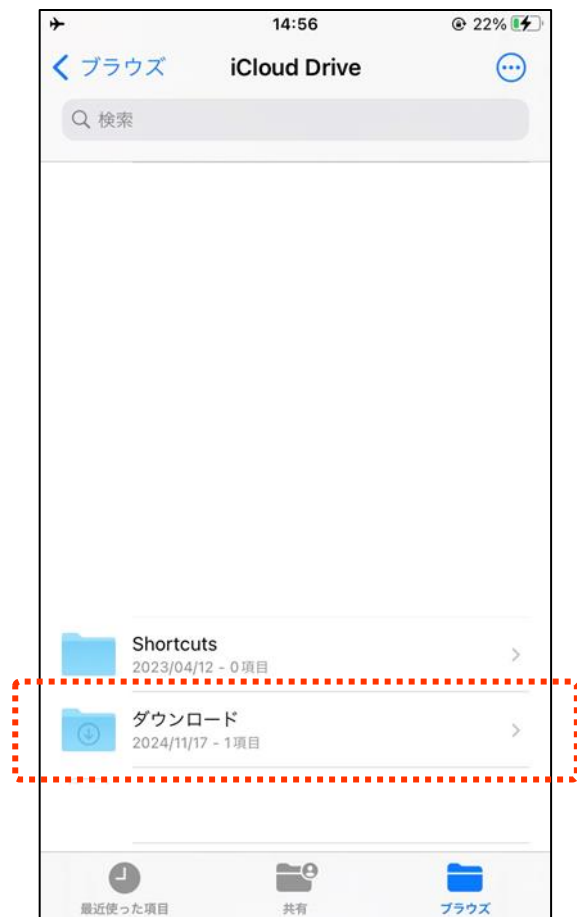 14:56
22%
ブラウズ
iCloud Drive
検索
Shortcuts
2023/04/12 - 0項目
ダウンロード
2024/11/17 - 1項目
最近使った項目
共有
ブラウズ